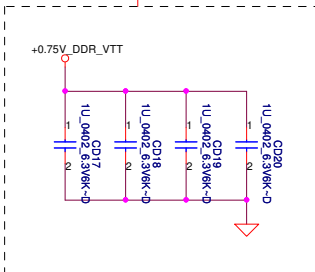 +0.75V_DDR_VTT
1
2
CD17
1U_0402_6.3V6K~D
1
2
CD18
1U_0402_6.3V6K~D
1
2
CD19
1U_0402_6.3V6K~D
1
2
CD20
1U_0402_6.3V6K~D